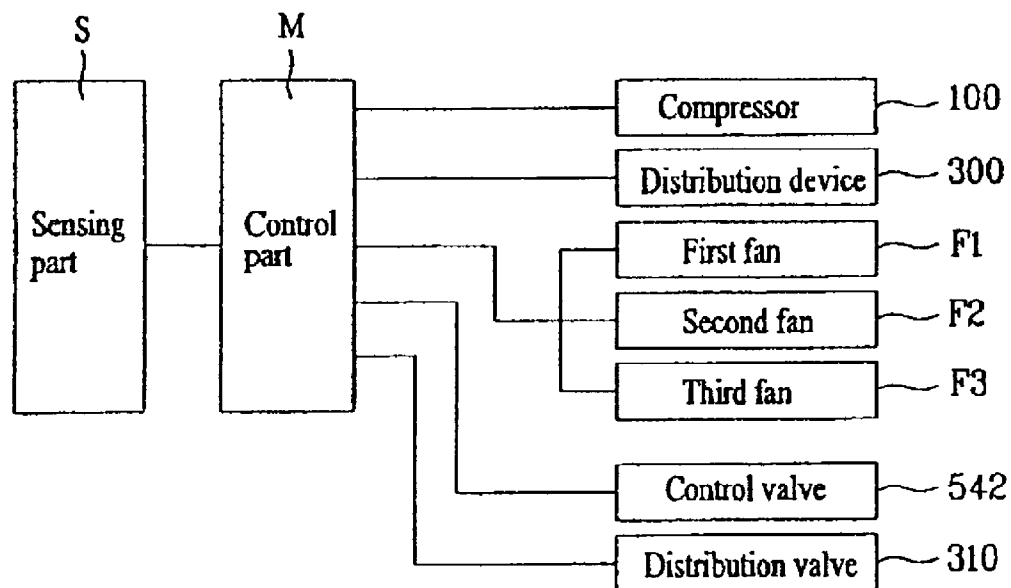 S
M
Sensing
part
Control
part
Compressor
100
Distribution device
300
First fan
F1
Second fan
F2
Third fan
F3
Control valve
542
Distribution valve
310